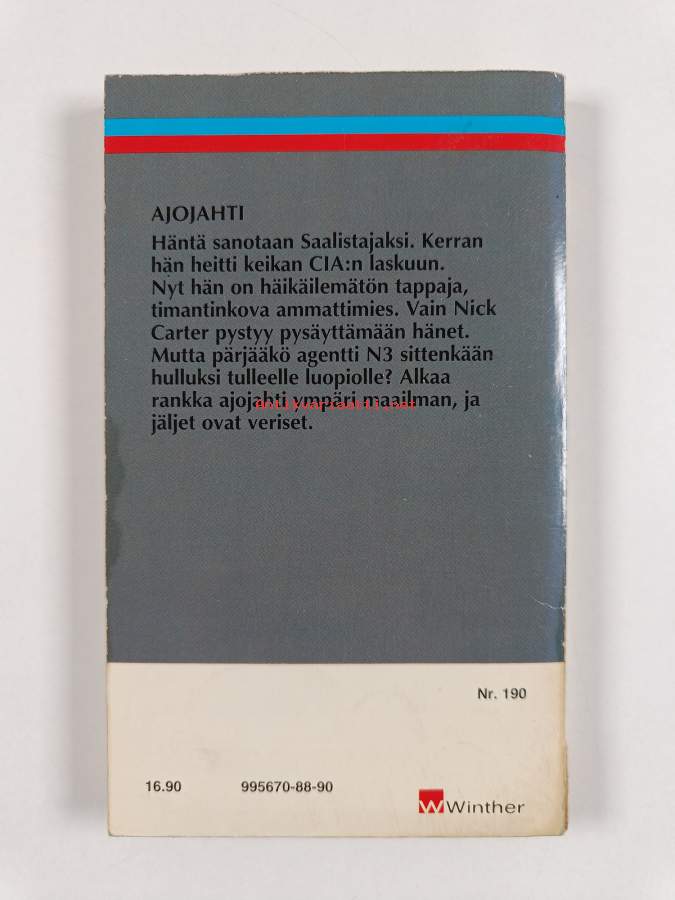 AJOJAHTI
Häntä sanotaan Saalistajaksi. Kerran
hän heitti keikan CIA:n laskuun.
Nyt hän on häikäilemätön tappaja,
timantinkova ammattimies. Vain Nick
Carter pystyy pysäyttämään hänet.
Mutta pärjääkö agentti N3 sittenkään
hulluksi tulleelle luopiolle? Alkaa
rankka ajojahti ympäri maailman, ja
Antikvariaatti.net
jäljet ovat veriset.
Nr. 190
16.90 995670-88-90
Winther